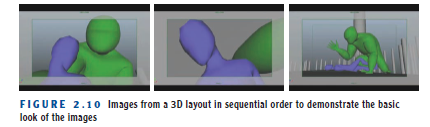 FIGURE 2.10 Images from a 3D layout in sequential order to demonstrate the basic
look of the images